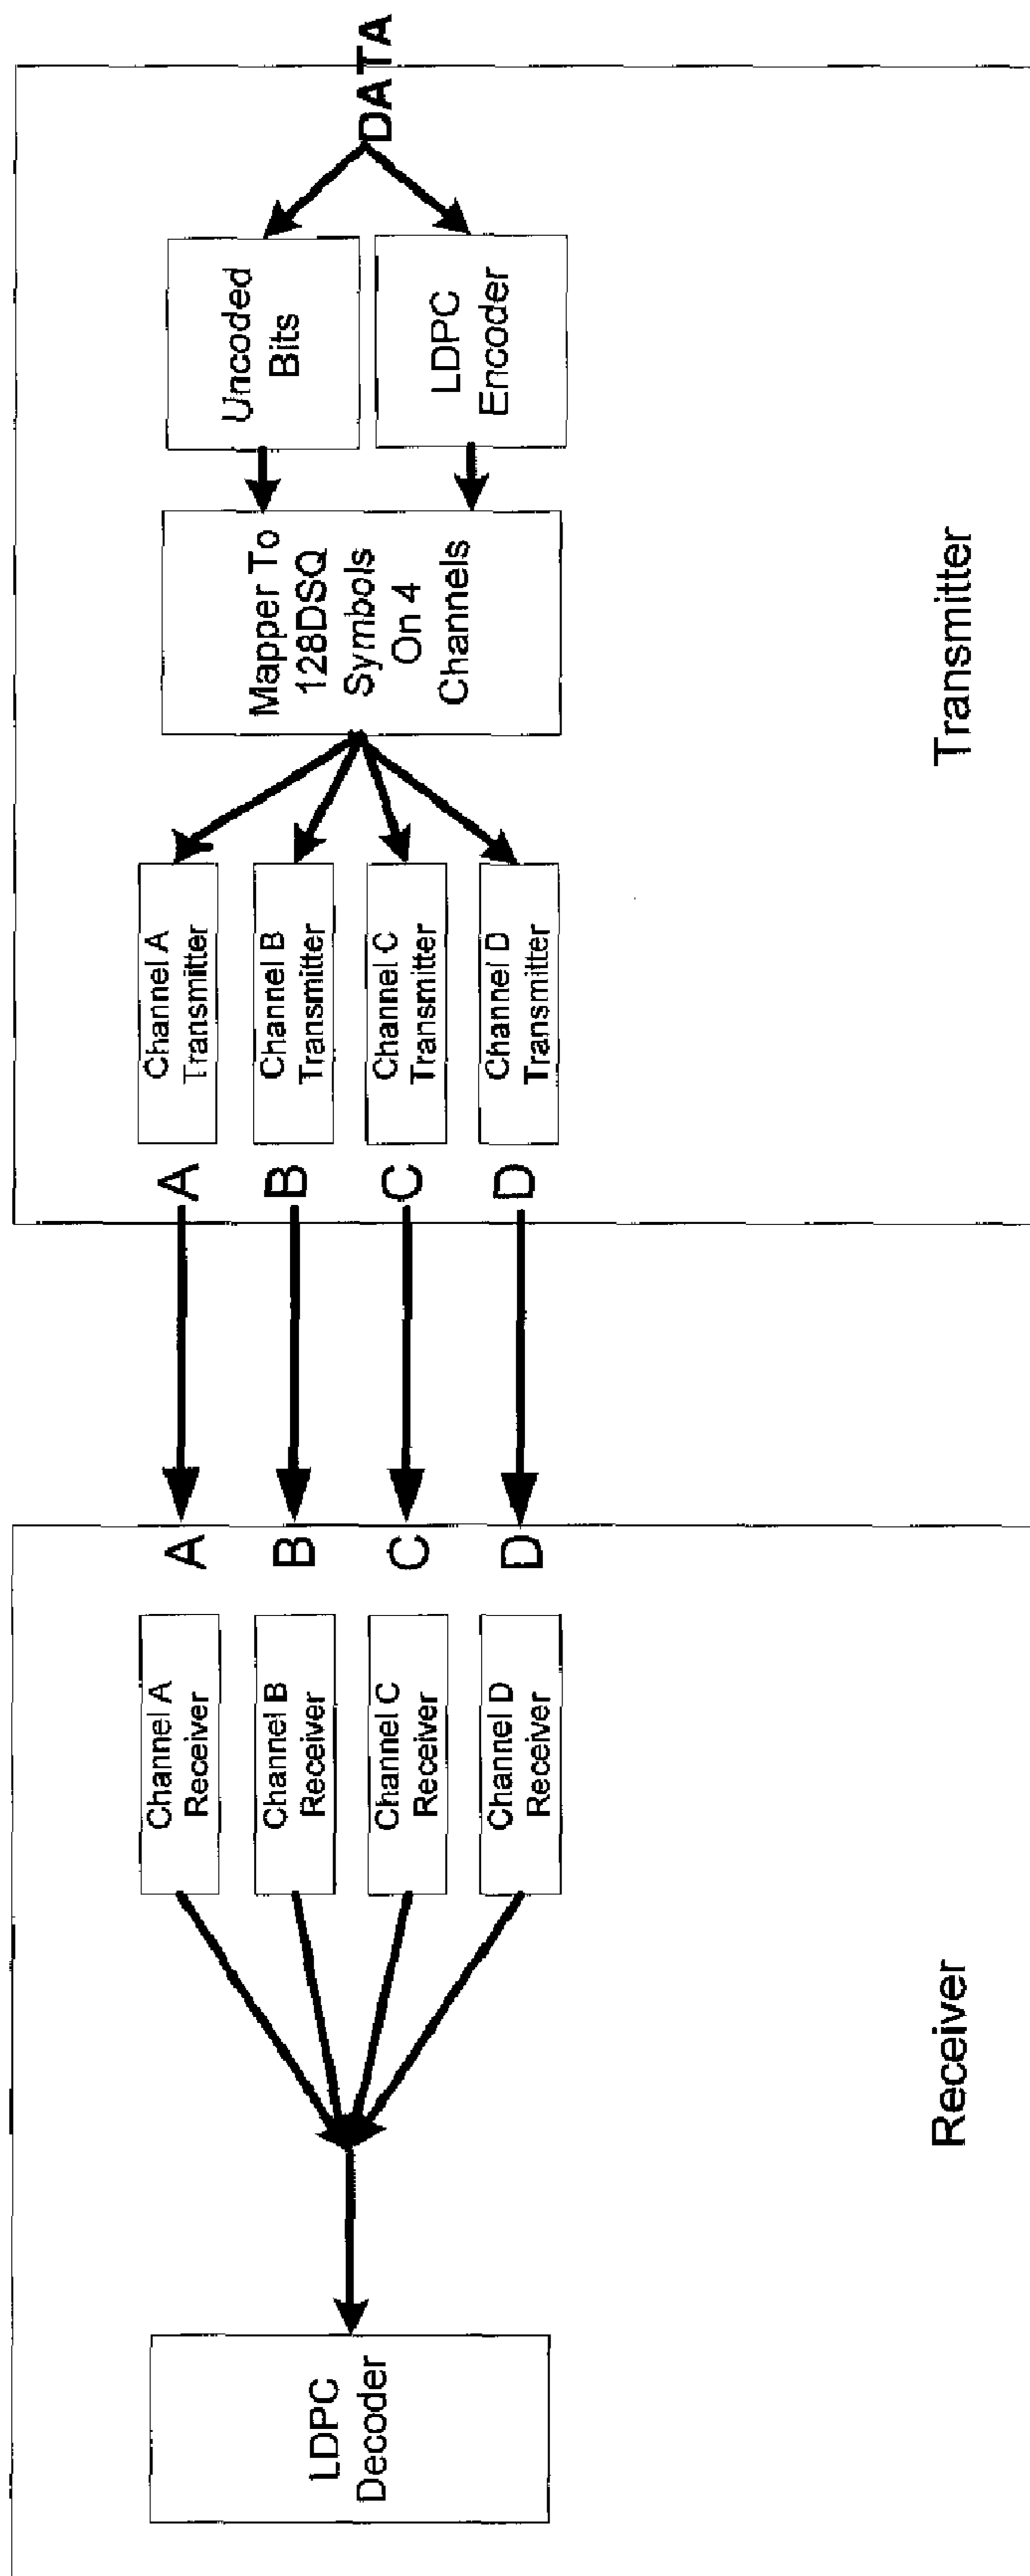 DATA
Uncoded
Bits
LDPC
Encoder
Mapper To
128DSQ
Symbols
On 4
Channels
Channel A
Transmitter
Channel B
Transmitter
Channel C
Transmitter
Channel D
Transmitter
A
B
C
D
Transmitter
A
B
C
D
Channel A
Receiver
Channel B
Receiver
Channel C
Receiver
Channel D
Receiver
LDPC
Decoder
Receiver